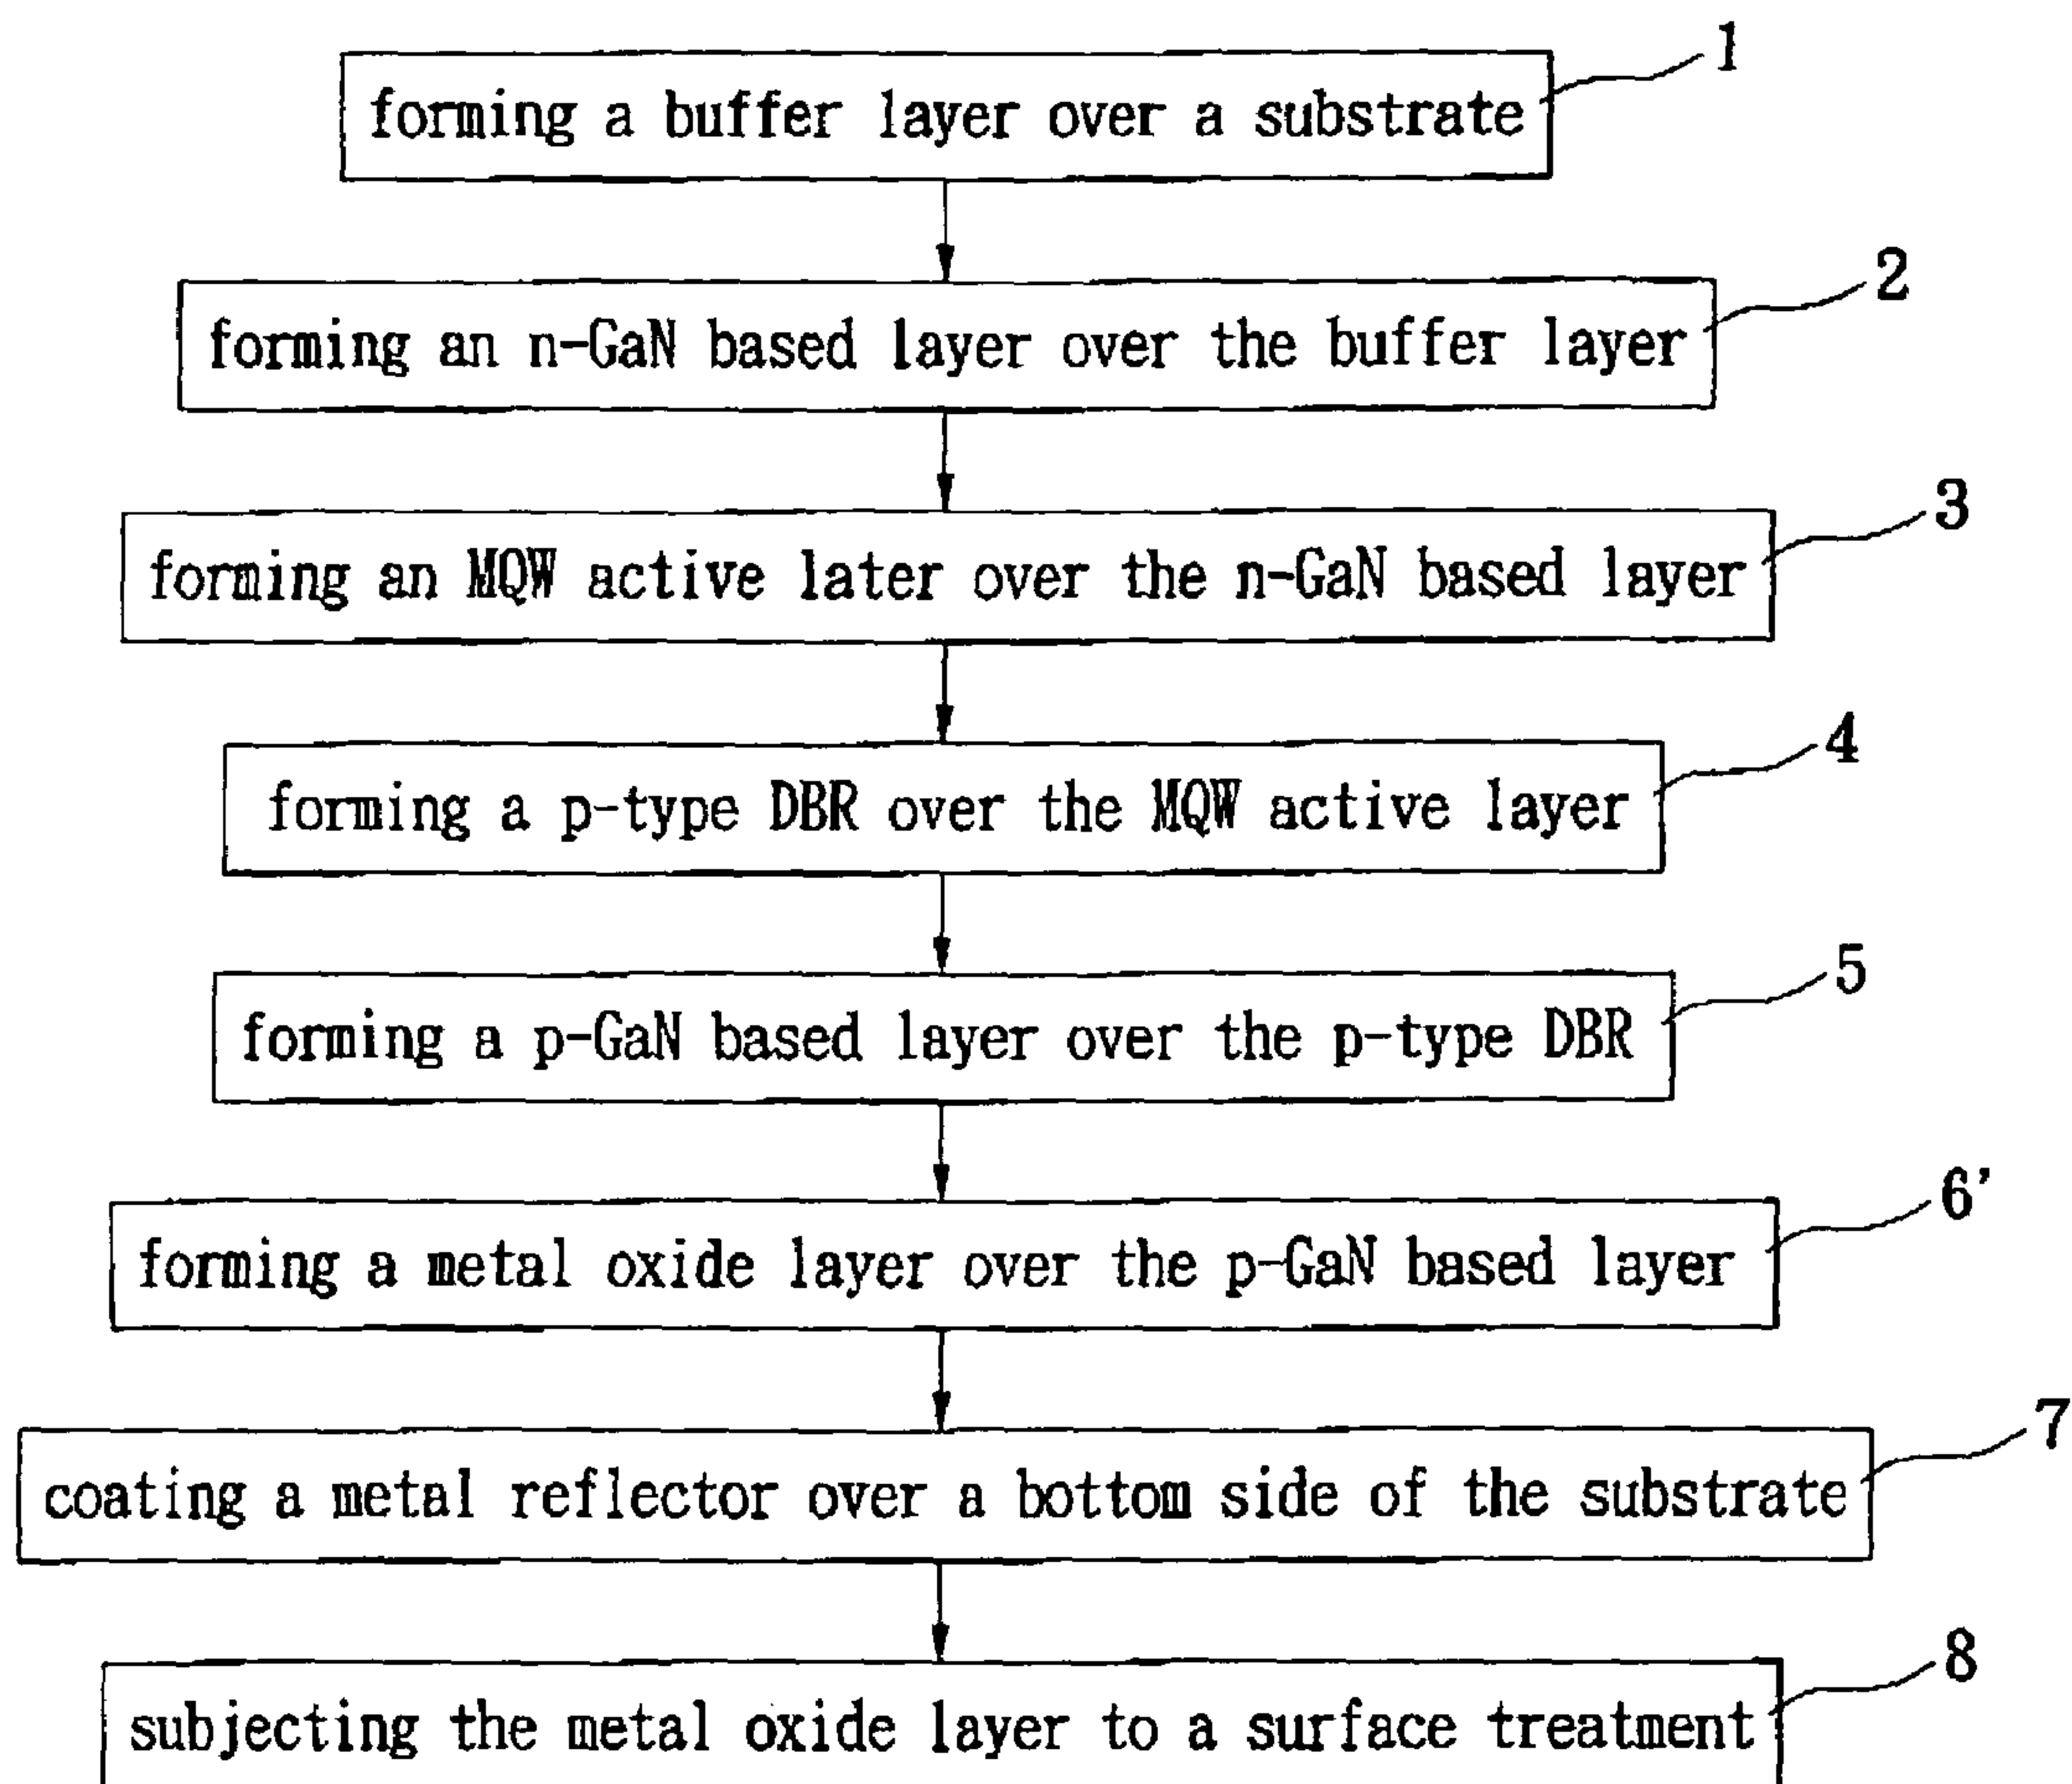 forming a buffer layer over a substrate
1
forming an n-GaN based layer over the buffer layer
2
forming an MQW active later over the n-GaN based layer
3
forming a p-type DBR over the MQW active layer
4
forming a p-GaN based layer over the p-type DBR
5
forming a metal oxide layer over the p-GaN based layer
6'
coating a metal reflector over a bottom side of the substrate
7
subjecting the metal oxide layer to a surface treatment
8